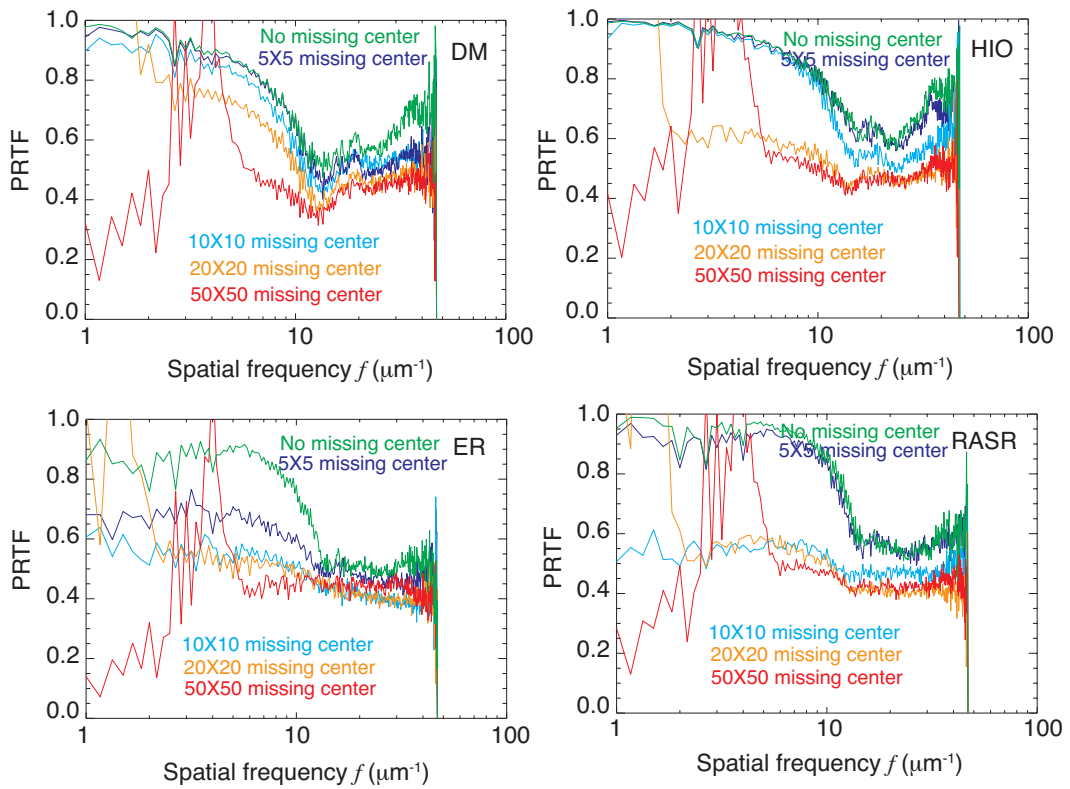 1.0
0.8
0.6
0.4
0.2
0.0
PRTF
No missing center
5X5 missing center
DM
10X10 missing center
20X20 missing center
50X50 missing center
1
10
100
Spatial frequency f (μm⁻¹)
1.0
0.8
0.6
0.4
0.2
0.0
PRTF
No missing center
5X5 missing center
HIO
10X10 missing center
20X20 missing center
50X50 missing center
1
10
100
Spatial frequency f (μm⁻¹)
1.0
0.8
0.6
0.4
0.2
0.0
PRTF
No missing center
5X5 missing center
ER
10X10 missing center
20X20 missing center
50X50 missing center
1
10
100
Spatial frequency f (μm⁻¹)
1.0
0.8
0.6
0.4
0.2
0.0
PRTF
No missing center
5X5 missing center
RASR
10X10 missing center
20X20 missing center
50X50 missing center
1
10
100
Spatial frequency f (μm⁻¹)